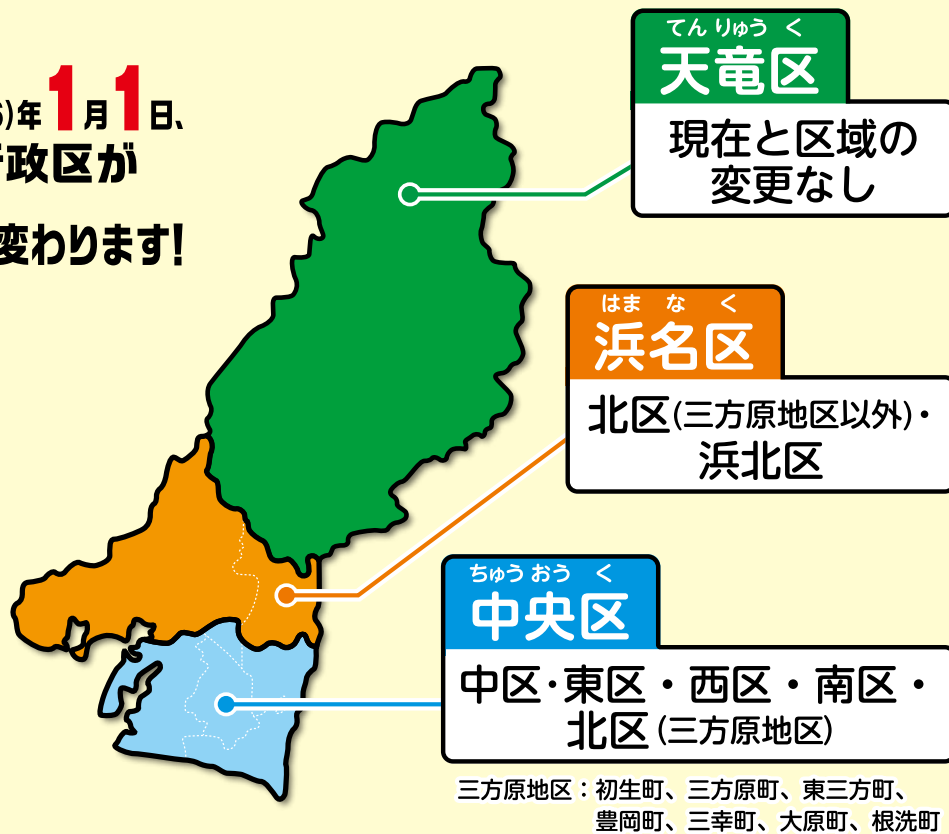 6)年1月1日、
政区が
変わります!
てんりゅう く
天竜区
現在と区域の
変更なし
はま な く
浜名区
北区(三方原地区以外)・
浜北区
ちゅうおう く
中央区
中区・東区・西区・南区・
北区(三方原地区)
三方原地区:初生町、三方原町、東三方町、
豊岡町、三幸町、大原町、根洗町